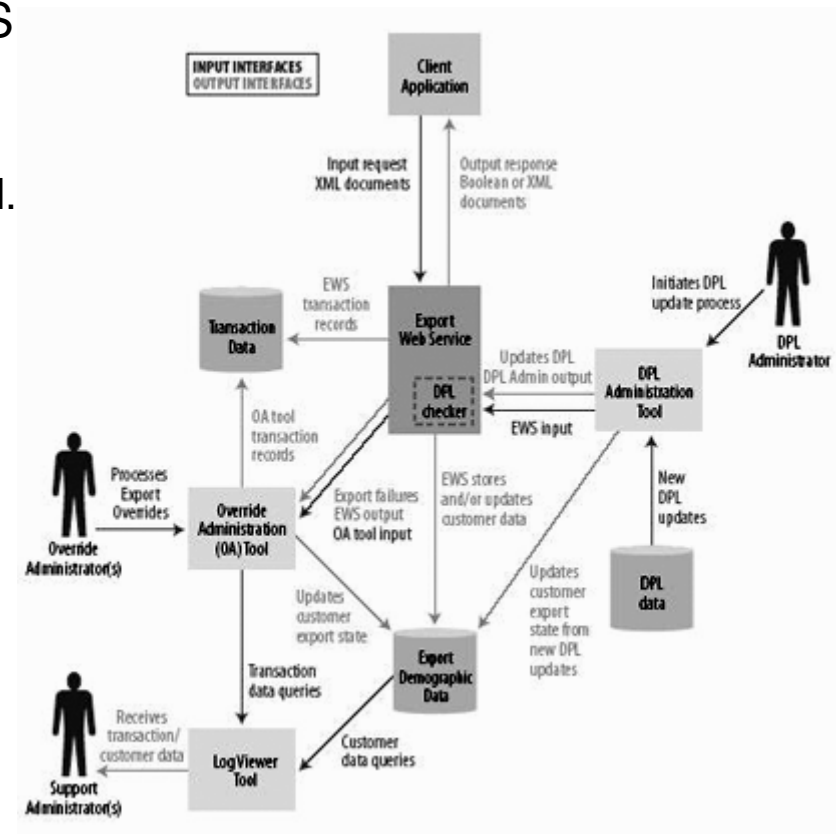 S
l.
INPUT INTERFACES
OUTPUT INTERFACES
Client
Application
Input request
XML documents
Output response
Boolean or XML
documents
Initiates DPL
update process
DPL
Administrator
EWS
transaction
records
Transaction
Data
Export
Web Service
DPL
checker
Updates DPL
DPL Admin output
EWS input
DPL
Administration
Tool
OA tool
transaction
records
Processes
Export
Overrides
Override
Administrator(s)
Override
Administration
(OA) Tool
Export failures
EWS output
OA tool input
EWS stores
and/or updates
customer data
New
DPL
updates
DPL
data
Updates
customer
export state
Updates
customer
export
state from
new DPL
updates
Export
Demographic
Data
Transaction
data queries
Customer
data queries
Receives
transaction/
customer data
Support
Administrator(s)
Log Viewer
Tool